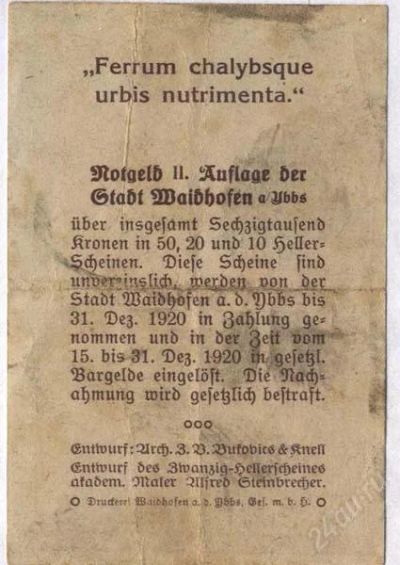 „Ferrum chalybsque
urbis nutrimenta.“
Notgeld II. Auflage der
Stadt Waidhofen a/Ybbs
über insgesamt Sechzigtausend
Kronen in 50, 20 und 10 Heller-
Scheinen. Diese Scheine sind
unverzinslich, werden von der
Stadt Waidhofen a. d. Ybbs bis
31. Dez. 1920 in Zahlung ge-
nommen und in der Zeit vom
15. bis 31. Dez. 1920 in gesetzl.
Bargelde eingelöst. Die Nach-
ahmung wird gesetzlich bestraft.
ooo
Entwurf: Arch. J. V. Bukovics & Knell
Entwurf des Zwanzig-Hellerscheines
akadem. Maler Alfred Steinbrecher.
O Druckerei Waidhofen a. d. Ybbs, Ges. m. b. H. O
24au.ru